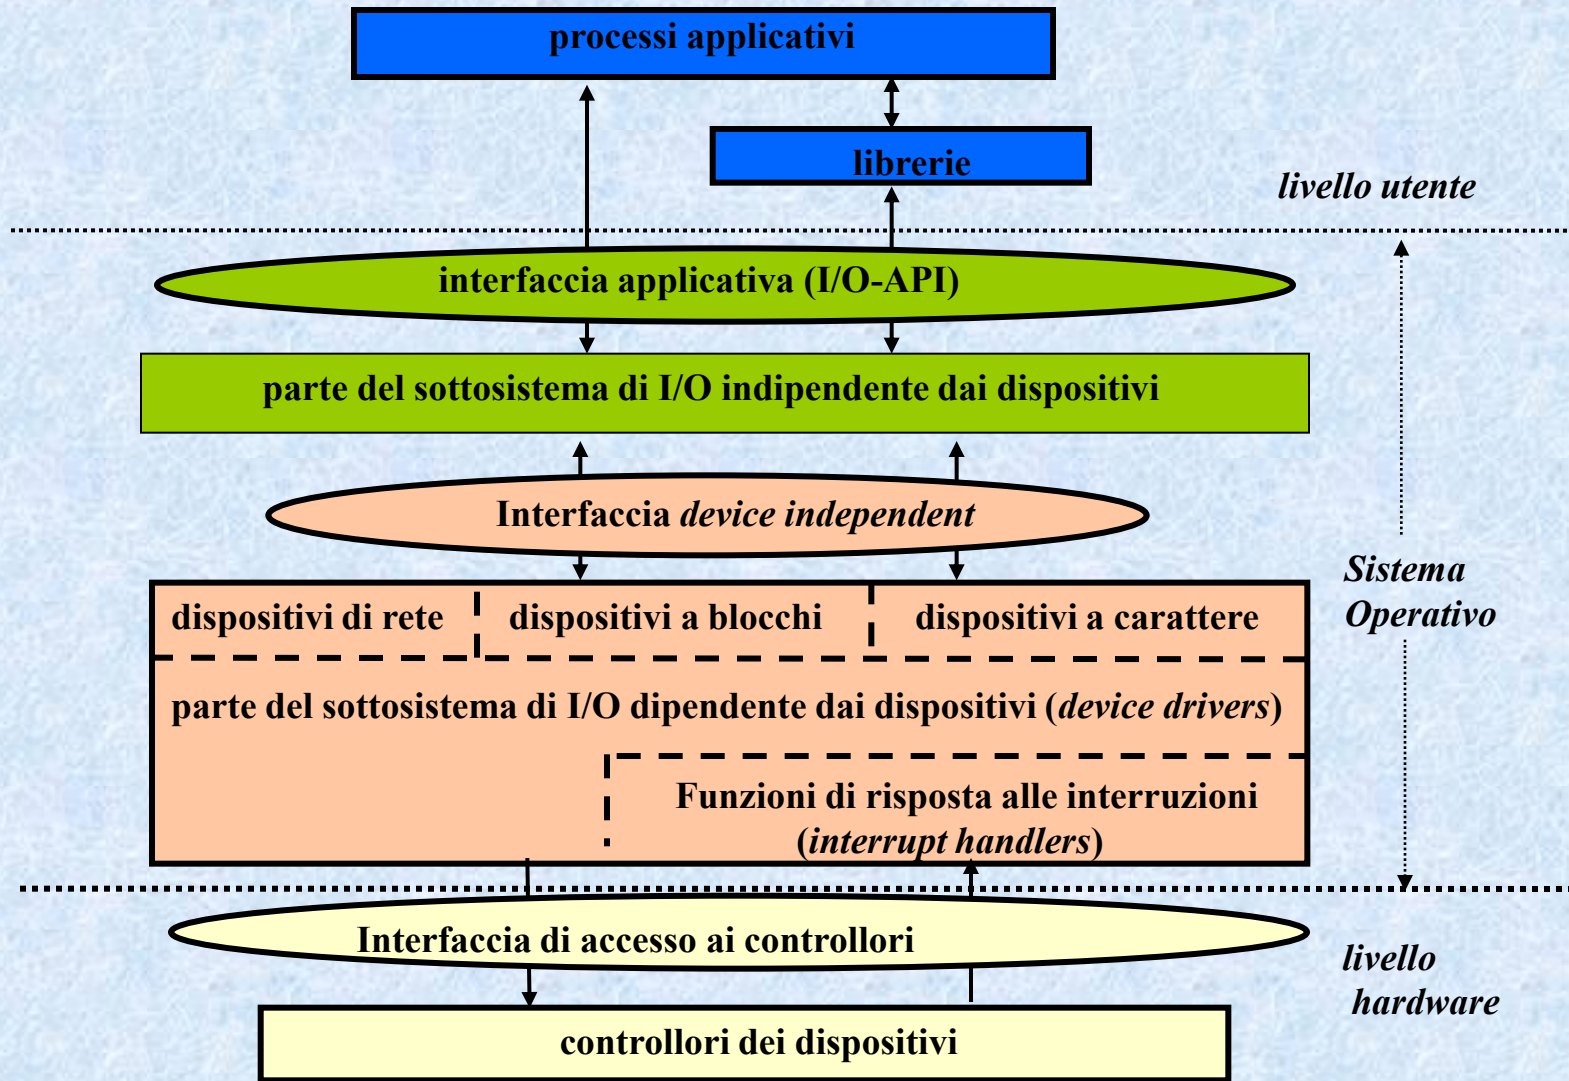 processi applicativi
librerie
livello utente
interfaccia applicativa (I/O-API)
parte del sottosistema di I/O indipendente dai dispositivi
Interfaccia device independent
Sistema
Operativo
dispositivi di rete
dispositivi a blocchi
dispositivi a carattere
parte del sottosistema di I/O dipendente dai dispositivi (device drivers)
Funzioni di risposta alle interruzioni
(interrupt handlers)
Interfaccia di accesso ai controllori
livello
hardware
controllori dei dispositivi